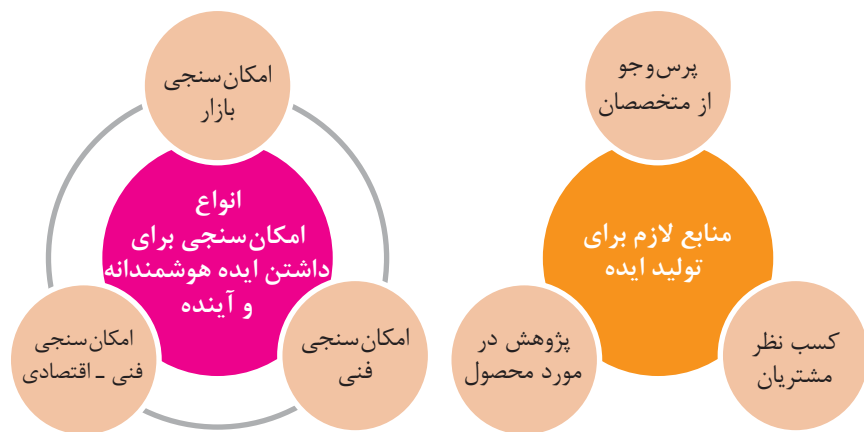 پرس‌وجو
از متخصصان
منابع لازم برای
تولید ایده
کسب نظر
مشتریان
پژوهش در
مورد محصول
امکان‌سنجی
بازار
انواع
امکان‌سنجی برای
داشتن ایده هوشمندانه
و آینده
امکان‌سنجی
فنی
امکان‌سنجی
فنی ـ اقتصادی